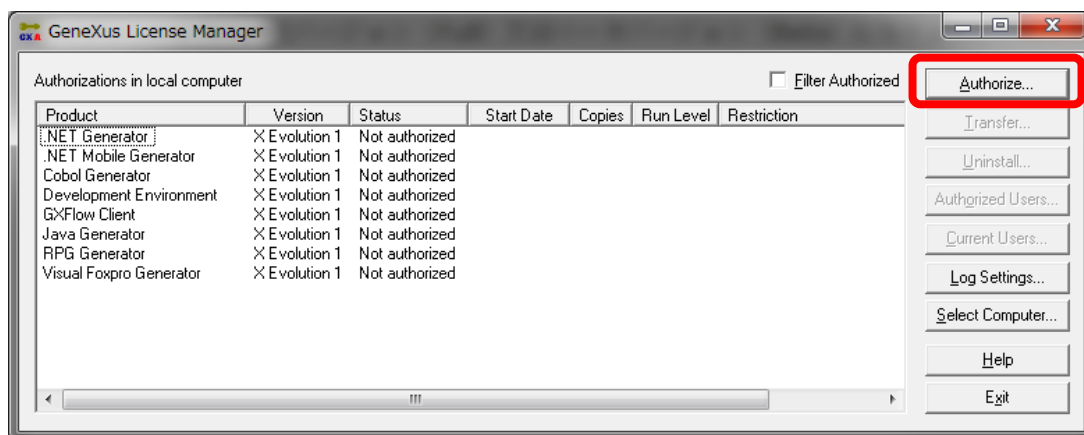 GeneXus License Manager
Authorizations in local computer
Filter Authorized
Authorize...
Product Version Status Start Date Copies Run Level Restriction
.NET Generator X Evolution 1 Not authorized
.NET Mobile Generator X Evolution 1 Not authorized
Cobol Generator X Evolution 1 Not authorized
Development Environment X Evolution 1 Not authorized
GXFlow Client X Evolution 1 Not authorized
Java Generator X Evolution 1 Not authorized
RPG Generator X Evolution 1 Not authorized
Visual Foxpro Generator X Evolution 1 Not authorized
Transfer...
Uninstall...
Authorized Users...
Current Users...
Log Settings...
Select Computer...
Help
Exit